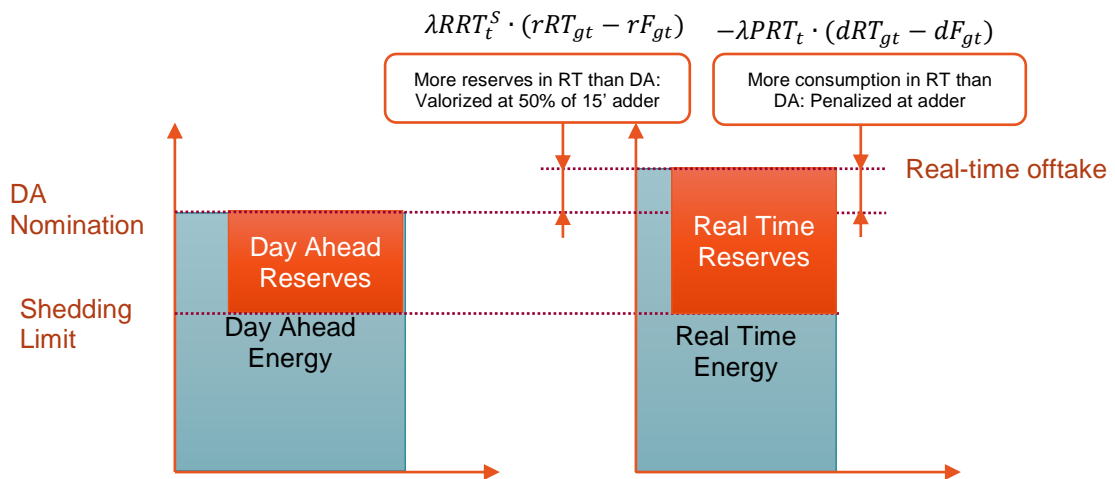 λRRT_t^S · (rRT_gt − rF_gt)
−λPRT_t · (dRT_gt − dF_gt)
More reserves in RT than DA:
Valorized at 50% of 15' adder
More consumption in RT than
DA: Penalized at adder
Real-time offtake
DA
Nomination
Day Ahead
Reserves
Real Time
Reserves
Shedding
Limit
Day Ahead
Energy
Real Time
Energy